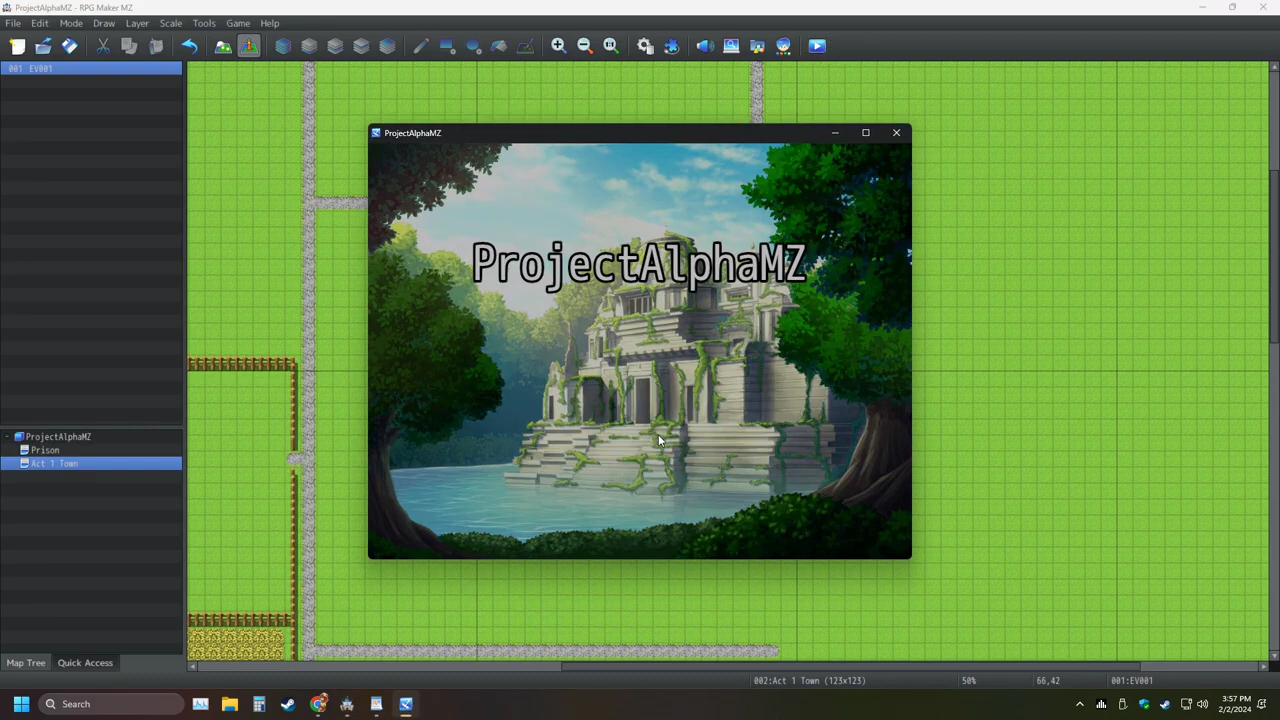 ProjectAlphaMZ - RPG Maker MZ
File Edit Mode Draw Layer Scale Tools Game Help
001 EV001
ProjectAlphaMZ
ProjectAlphaMZ
ProjectAlphaMZ
Prison
Act 1 Town
Map Tree Quick Access
002:Act 1 Town (123x123) 50% 66,42 001:EV001
Search
3:57 PM
2/2/2024